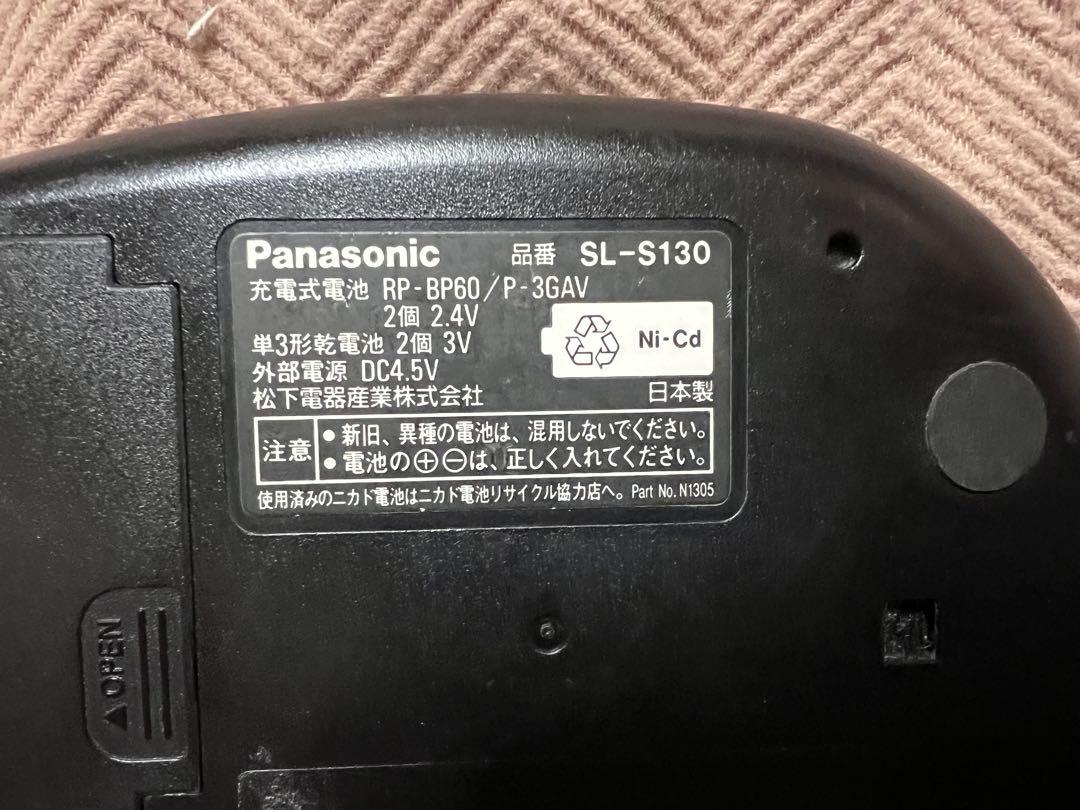 Panasonic 品番 SL-S130
充電式電池 RP-BP60/P-3GAV
2個 2.4V
単3形乾電池 2個 3V
Ni-Cd
外部電源 DC4.5V
松下電器産業株式会社 日本製
注意
●新旧、異種の電池は、混用しないでください。
●電池の⊕⊖は、正しく入れてください。
使用済みのニカド電池はニカド電池リサイクル協力店へ。 Part No. N1305
▲OPEN